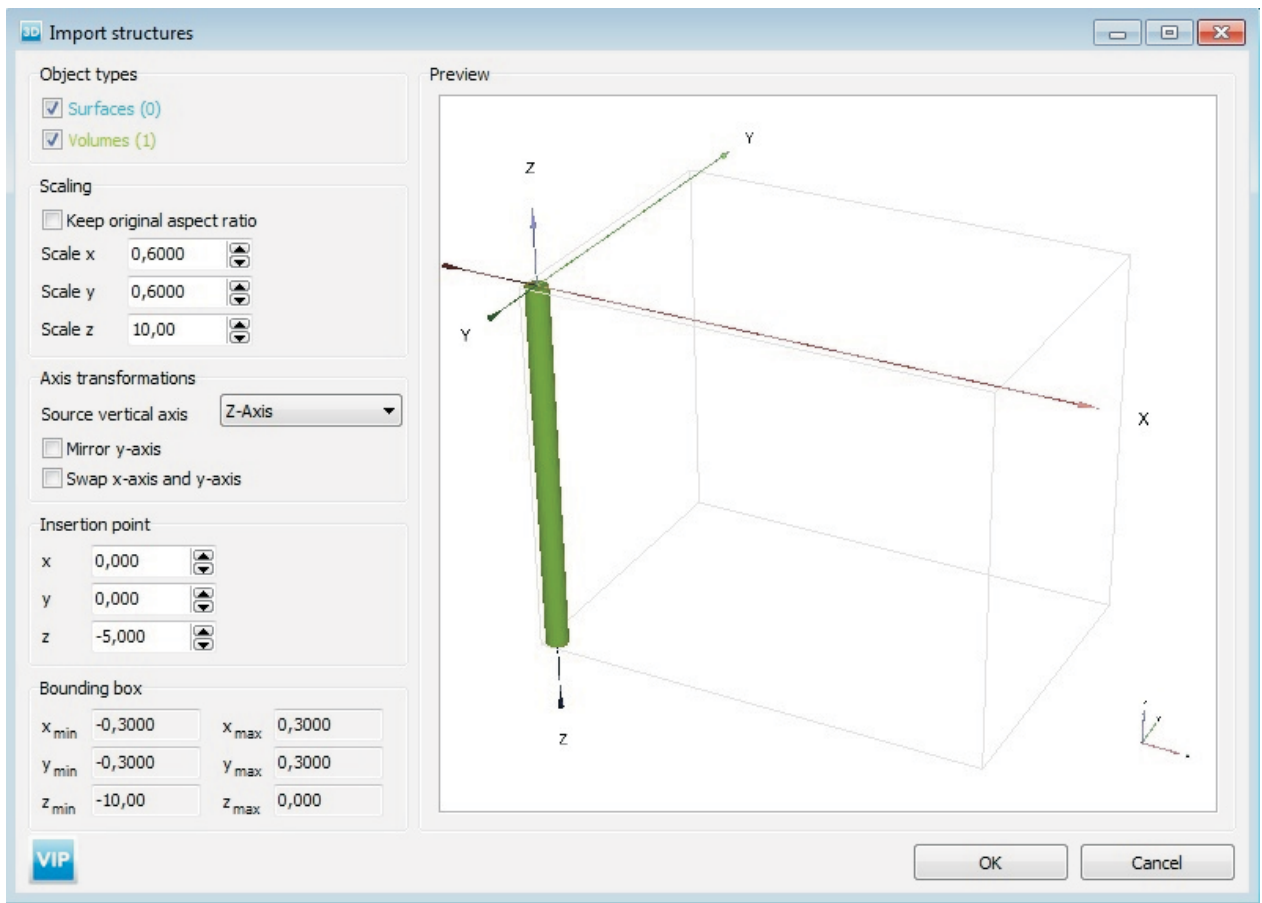 3D Import structures
Object types
Surfaces (0)
Volumes (1)
Scaling
Keep original aspect ratio
Scale x 0,6000
Scale y 0,6000
Scale z 10,00
Axis transformations
Source vertical axis Z-Axis
Mirror y-axis
Swap x-axis and y-axis
Insertion point
x 0,000
y 0,000
z -5,000
Bounding box
x min -0,3000 x max 0,3000
y min -0,3000 y max 0,3000
z min -10,00 z max 0,000
Preview
Y
Z
Y
X
Z
VIP
OK Cancel